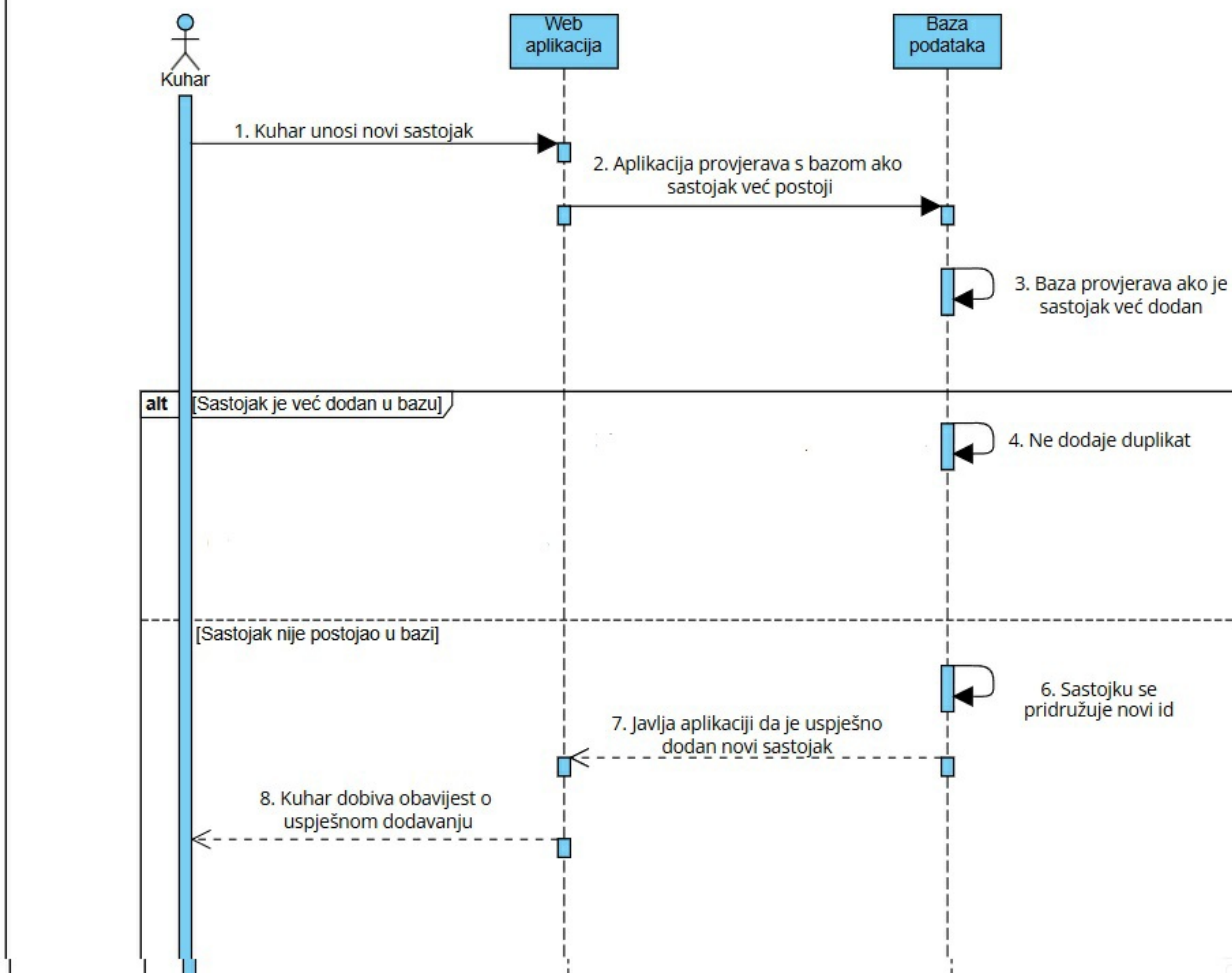 Kuhar
Web
aplikacija
Baza
podataka
1. Kuhar unosi novi sastojak
2. Aplikacija provjerava s bazom ako
sastojak već postoji
3. Baza provjerava ako je
sastojak već dodan
alt [Sastojak je već dodan u bazu]
4. Ne dodaje duplikat
[Sastojak nije postojao u bazi]
6. Sastojku se
pridružuje novi id
7. Javlja aplikaciji da je uspješno
dodan novi sastojak
8. Kuhar dobiva obavijest o
uspješnom dodavanju